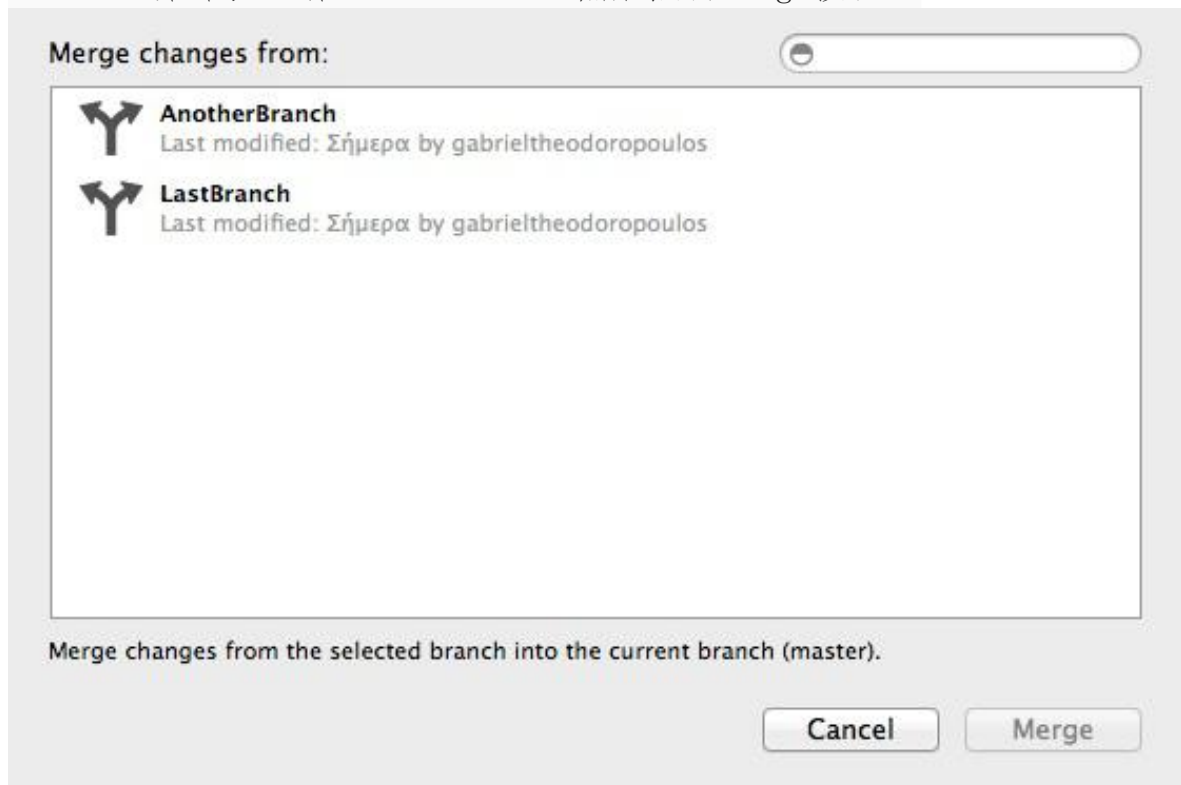 Merge changes from:
AnotherBranch
Last modified: Σήμερα by gabrieltheodoropoulos
LastBranch
Last modified: Σήμερα by gabrieltheodoropoulos
Merge changes from the selected branch into the current branch (master).
Cancel
Merge